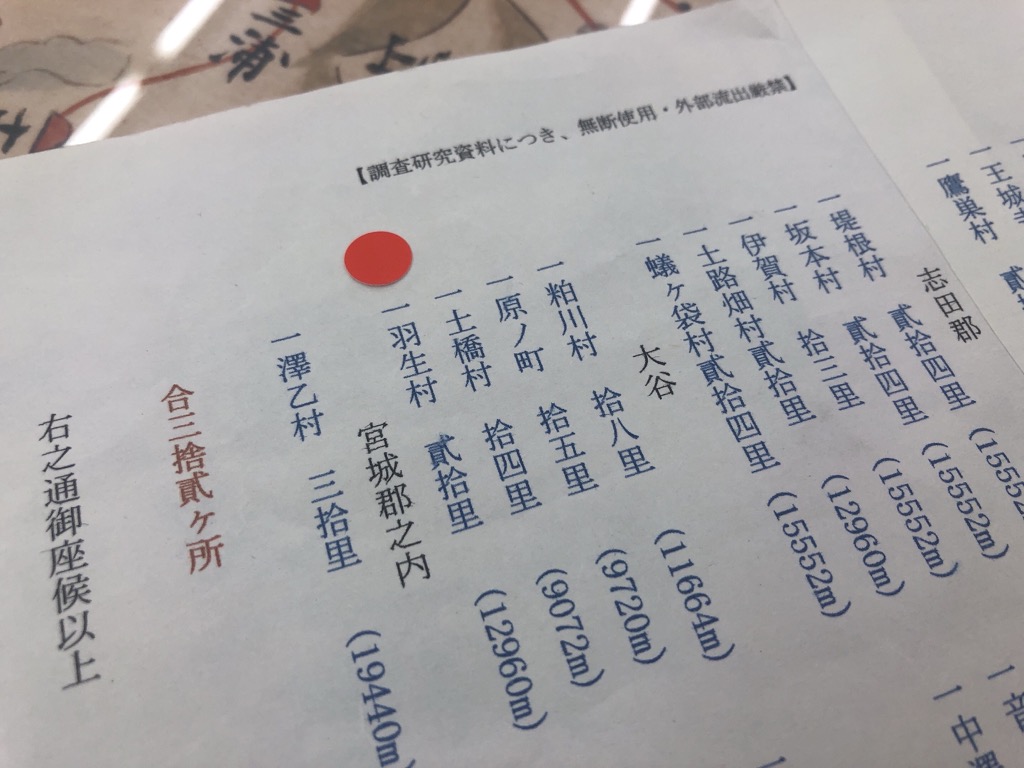 三浦
【調査研究資料につき、無断使用・外部流出厳禁】
一 鷹巣村
志田郡
一 堤根村 貳拾四里
一 坂本村 貳拾四里 (15552m)
一 伊賀村 拾三里 (15552m)
一 土路畑村貳拾里 (12960m)
一 蟻ヶ袋村貳拾四里 (15552m)
大谷
一 粕川村 拾八里 (11664m)
一 原ノ町 拾五里 (9720m)
一 土橋村 拾四里 (9072m)
一 羽生村 貳拾里 (12960m)
宮城郡之内
一 澤乙村 三拾里 (19440m)
合三拾貳ヶ所
右之通御座候以上